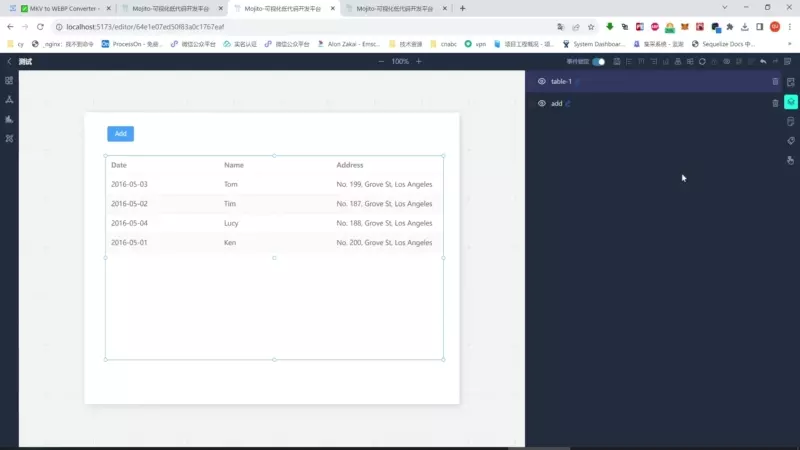 MKV to WEBP Converter -
Mojito-可视化低代码开发平台
Mojito-可视化低代码开发平台
Mojito-可视化低代码开发平台
localhost:5173/editor/64e1e07ed50f83a0c1767eaf
cy
_nginx: 找不到命令
ProcessOn - 免费...
微信公众平台
实名认证
微信公众平台
Alon Zakai - Emsc...
技术资源
cnabc
vpn
项目工程概况 - 项...
System Dashboar...
集采系统 - 监测
Sequelize Docs 中...
测试
100%
事件锁定
table-1
add
Add
Date Name Address
2016-05-03 Tom No. 199, Grove St, Los Angeles
2016-05-02 Tim No. 187, Grove St, Los Angeles
2016-05-04 Lucy No. 188, Grove St, Los Angeles
2016-05-01 Ken No. 200, Grove St, Los Angeles